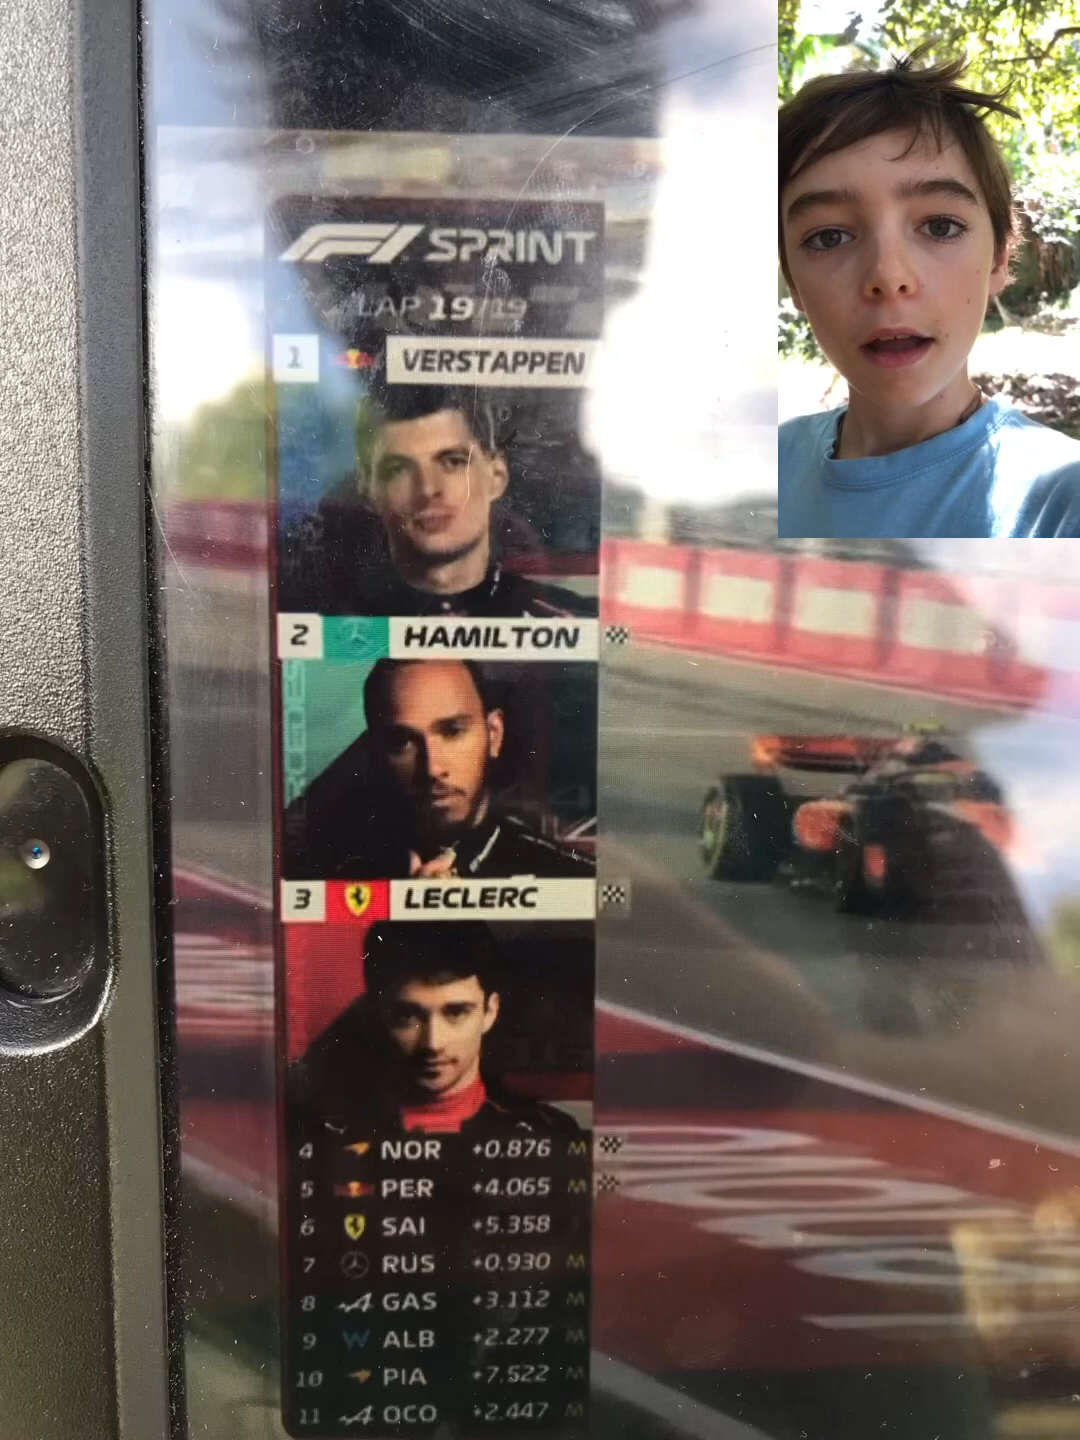 F1 SPRINT
LAP 19/19
1 VERSTAPPEN
2 HAMILTON
3 LECLERC
4 NOR +0.876 M
5 PER +4.065 M
6 SAI +5.358
7 RUS +0.930 M
8 GAS +3.112 M
9 W ALB +2.277 M
10 PIA +7.522 M
11 OCO +2.447 M